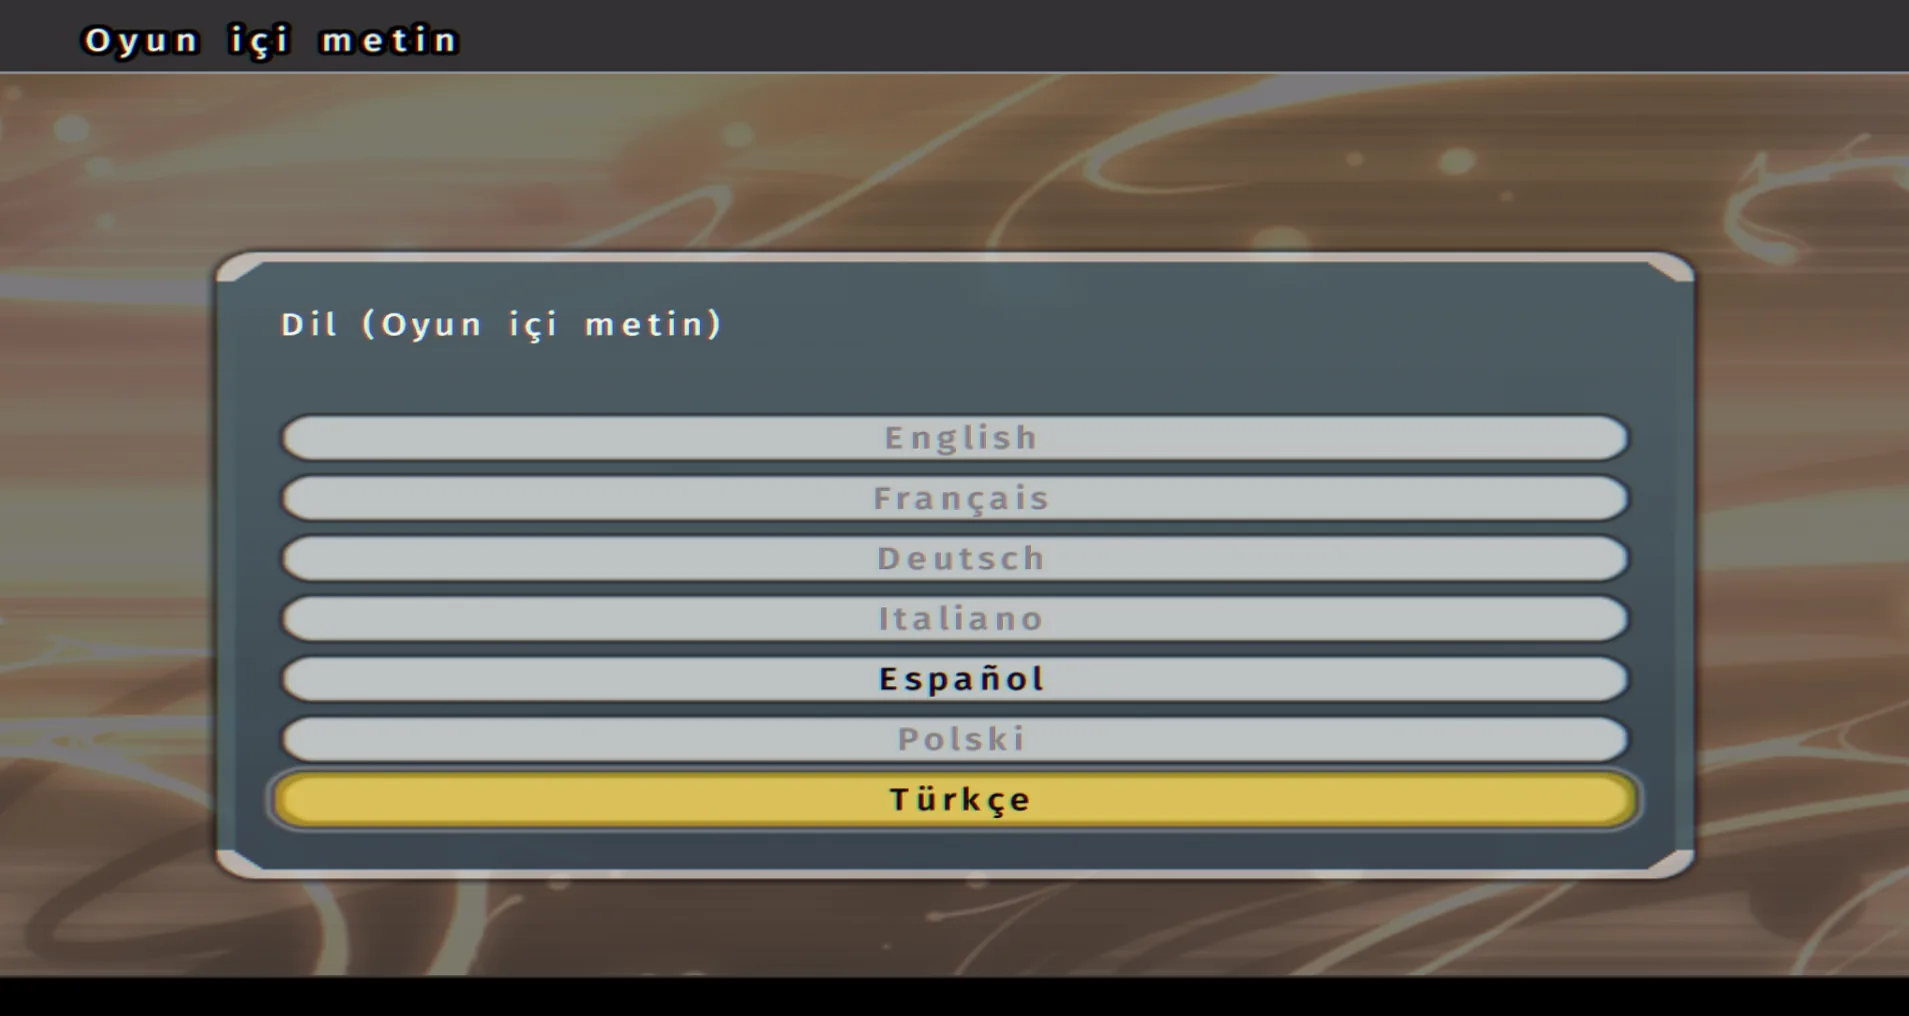 Oyun içi metin
Dil (Oyun içi metin)
English
Français
Deutsch
Italiano
Español
Polski
Türkçe